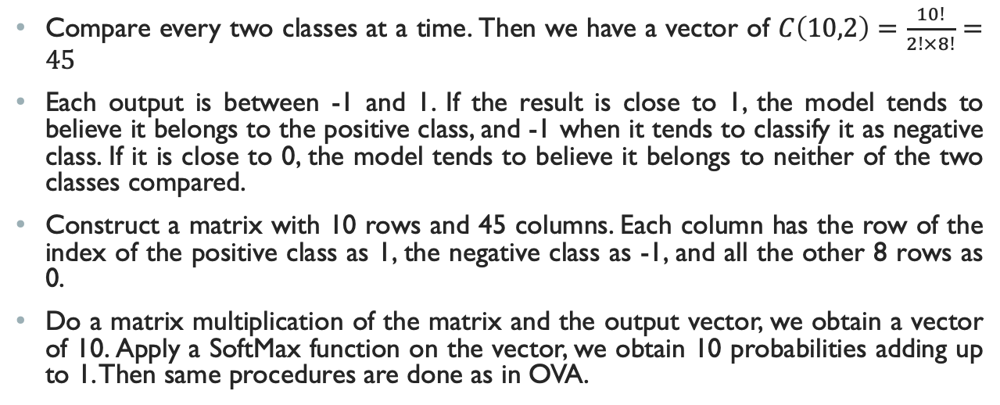 • Compare every two classes at a time. Then we have a vector of C(10,2) = 10!/(2!×8!) =
45
• Each output is between -1 and 1. If the result is close to 1, the model tends to
believe it belongs to the positive class, and -1 when it tends to classify it as negative
class. If it is close to 0, the model tends to believe it belongs to neither of the two
classes compared.
• Construct a matrix with 10 rows and 45 columns. Each column has the row of the
index of the positive class as 1, the negative class as -1, and all the other 8 rows as
0.
• Do a matrix multiplication of the matrix and the output vector, we obtain a vector
of 10. Apply a SoftMax function on the vector, we obtain 10 probabilities adding up
to 1. Then same procedures are done as in OVA.